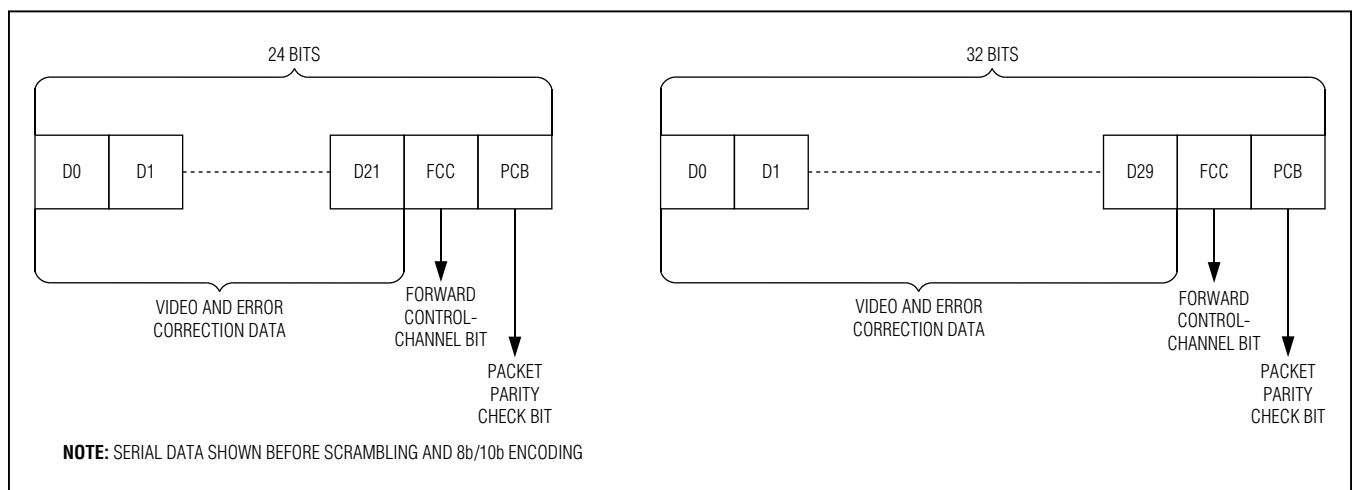 24 BITS
D0 D1 D21 FCC PCB
VIDEO AND ERROR
CORRECTION DATA
FORWARD
CONTROL-
CHANNEL BIT
PACKET
PARITY
CHECK BIT
32 BITS
D0 D1 D29 FCC PCB
VIDEO AND ERROR
CORRECTION DATA
FORWARD
CONTROL-
CHANNEL BIT
PACKET
PARITY
CHECK BIT
NOTE: SERIAL DATA SHOWN BEFORE SCRAMBLING AND 8b/10b ENCODING